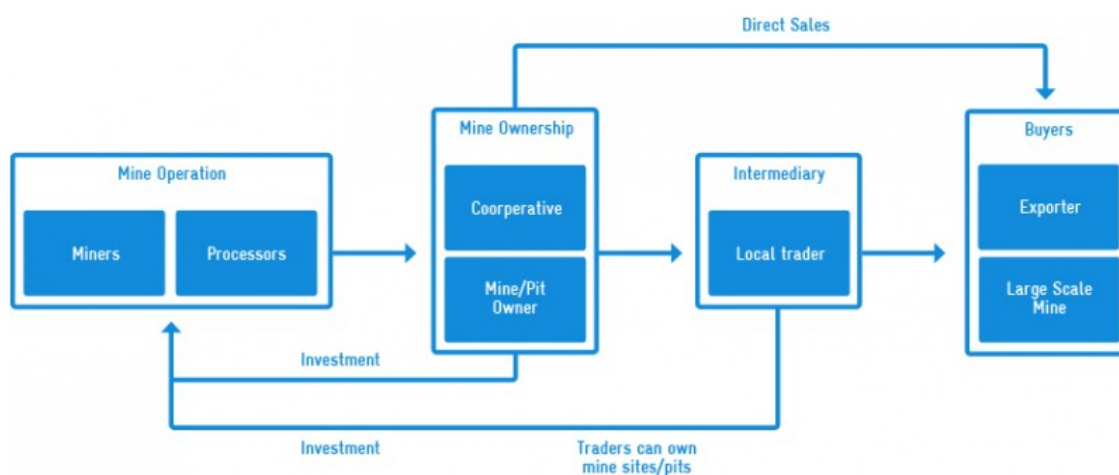 Direct Sales
Mine Operation
Miners
Processors
Mine Ownership
Coorperative
Mine/Pit
Owner
Intermediary
Local trader
Buyers
Exporter
Large Scale
Mine
Investment
Investment
Traders can own
mine sites/pits